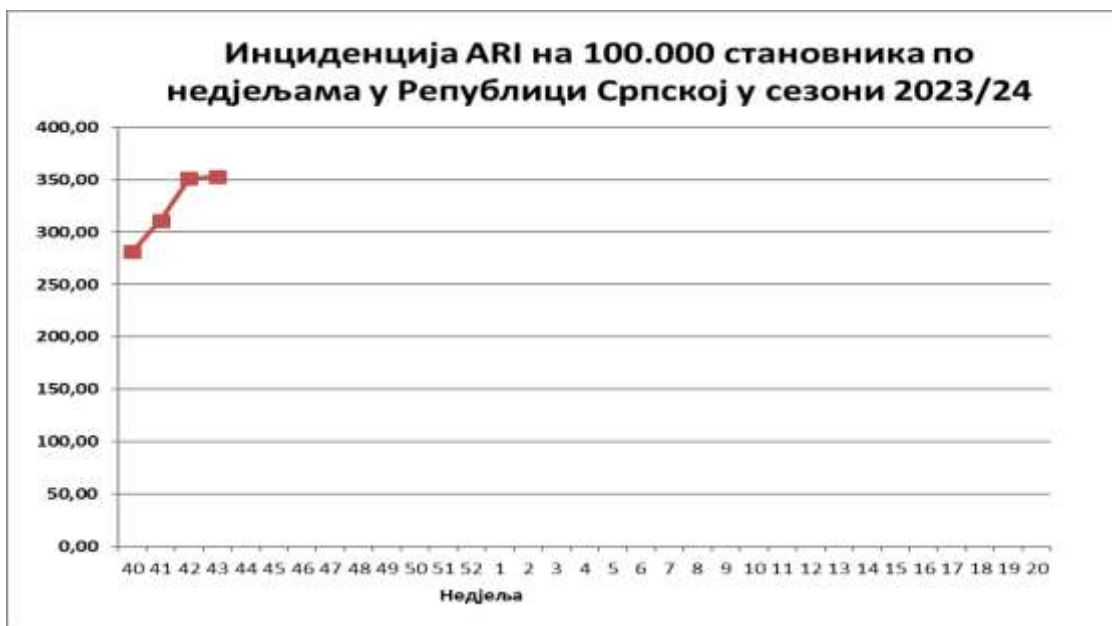 Инциденција ARI на 100.000 становника по
недјељама у Републици Српској у сезони 2023/24
400,00
350,00
300,00
250,00
200,00
150,00
100,00
50,00
0,00
40 41 42 43 44 45 46 47 48 49 50 51 52 1 2 3 4 5 6 7 8 9 10 11 12 13 14 15 16 17 18 19 20
Недјеља